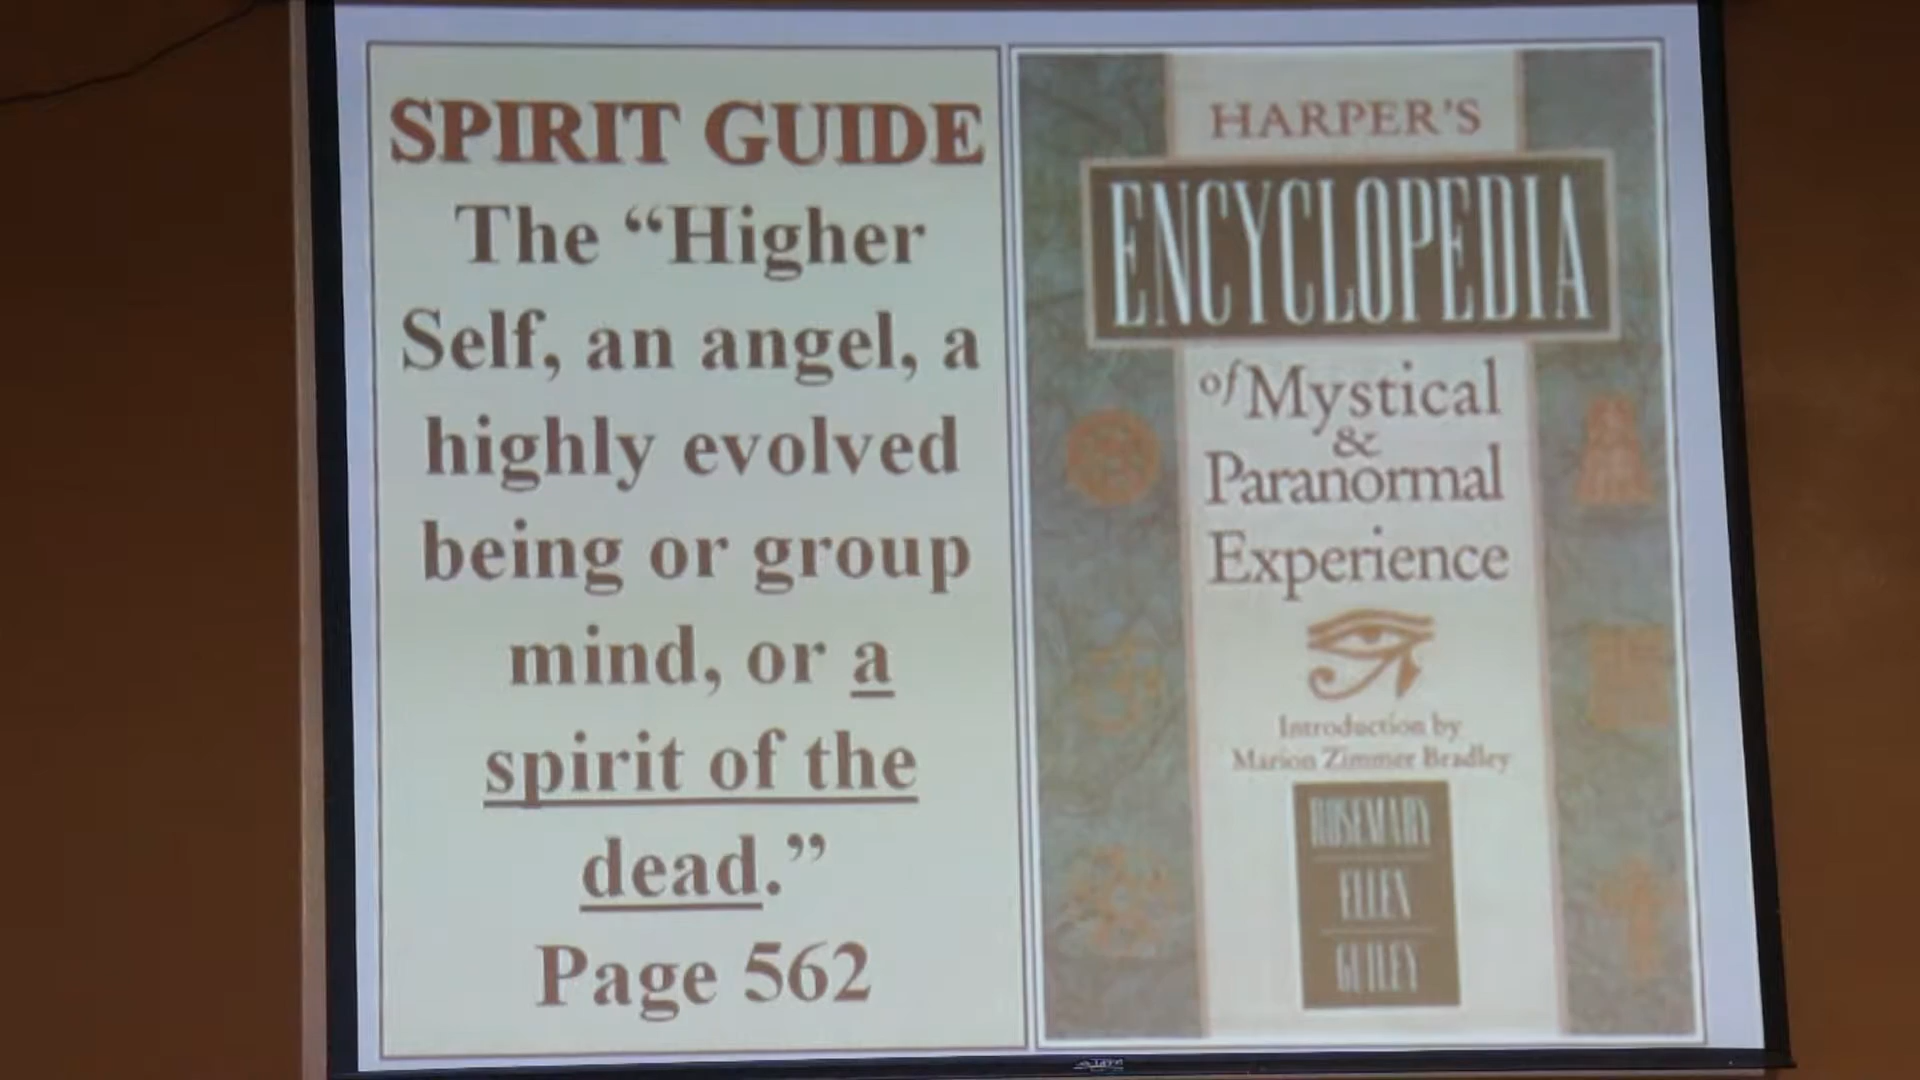 SPIRIT GUIDE
The “Higher
Self, an angel, a
highly evolved
being or group
mind, or a
spirit of the
dead.”
Page 562
HARPER'S
ENCYCLOPEDIA
of Mystical
&
Paranormal
Experience
Introduction by
Marion Zimmer Bradley
ROSEMARY
ELLEN
GUILEY